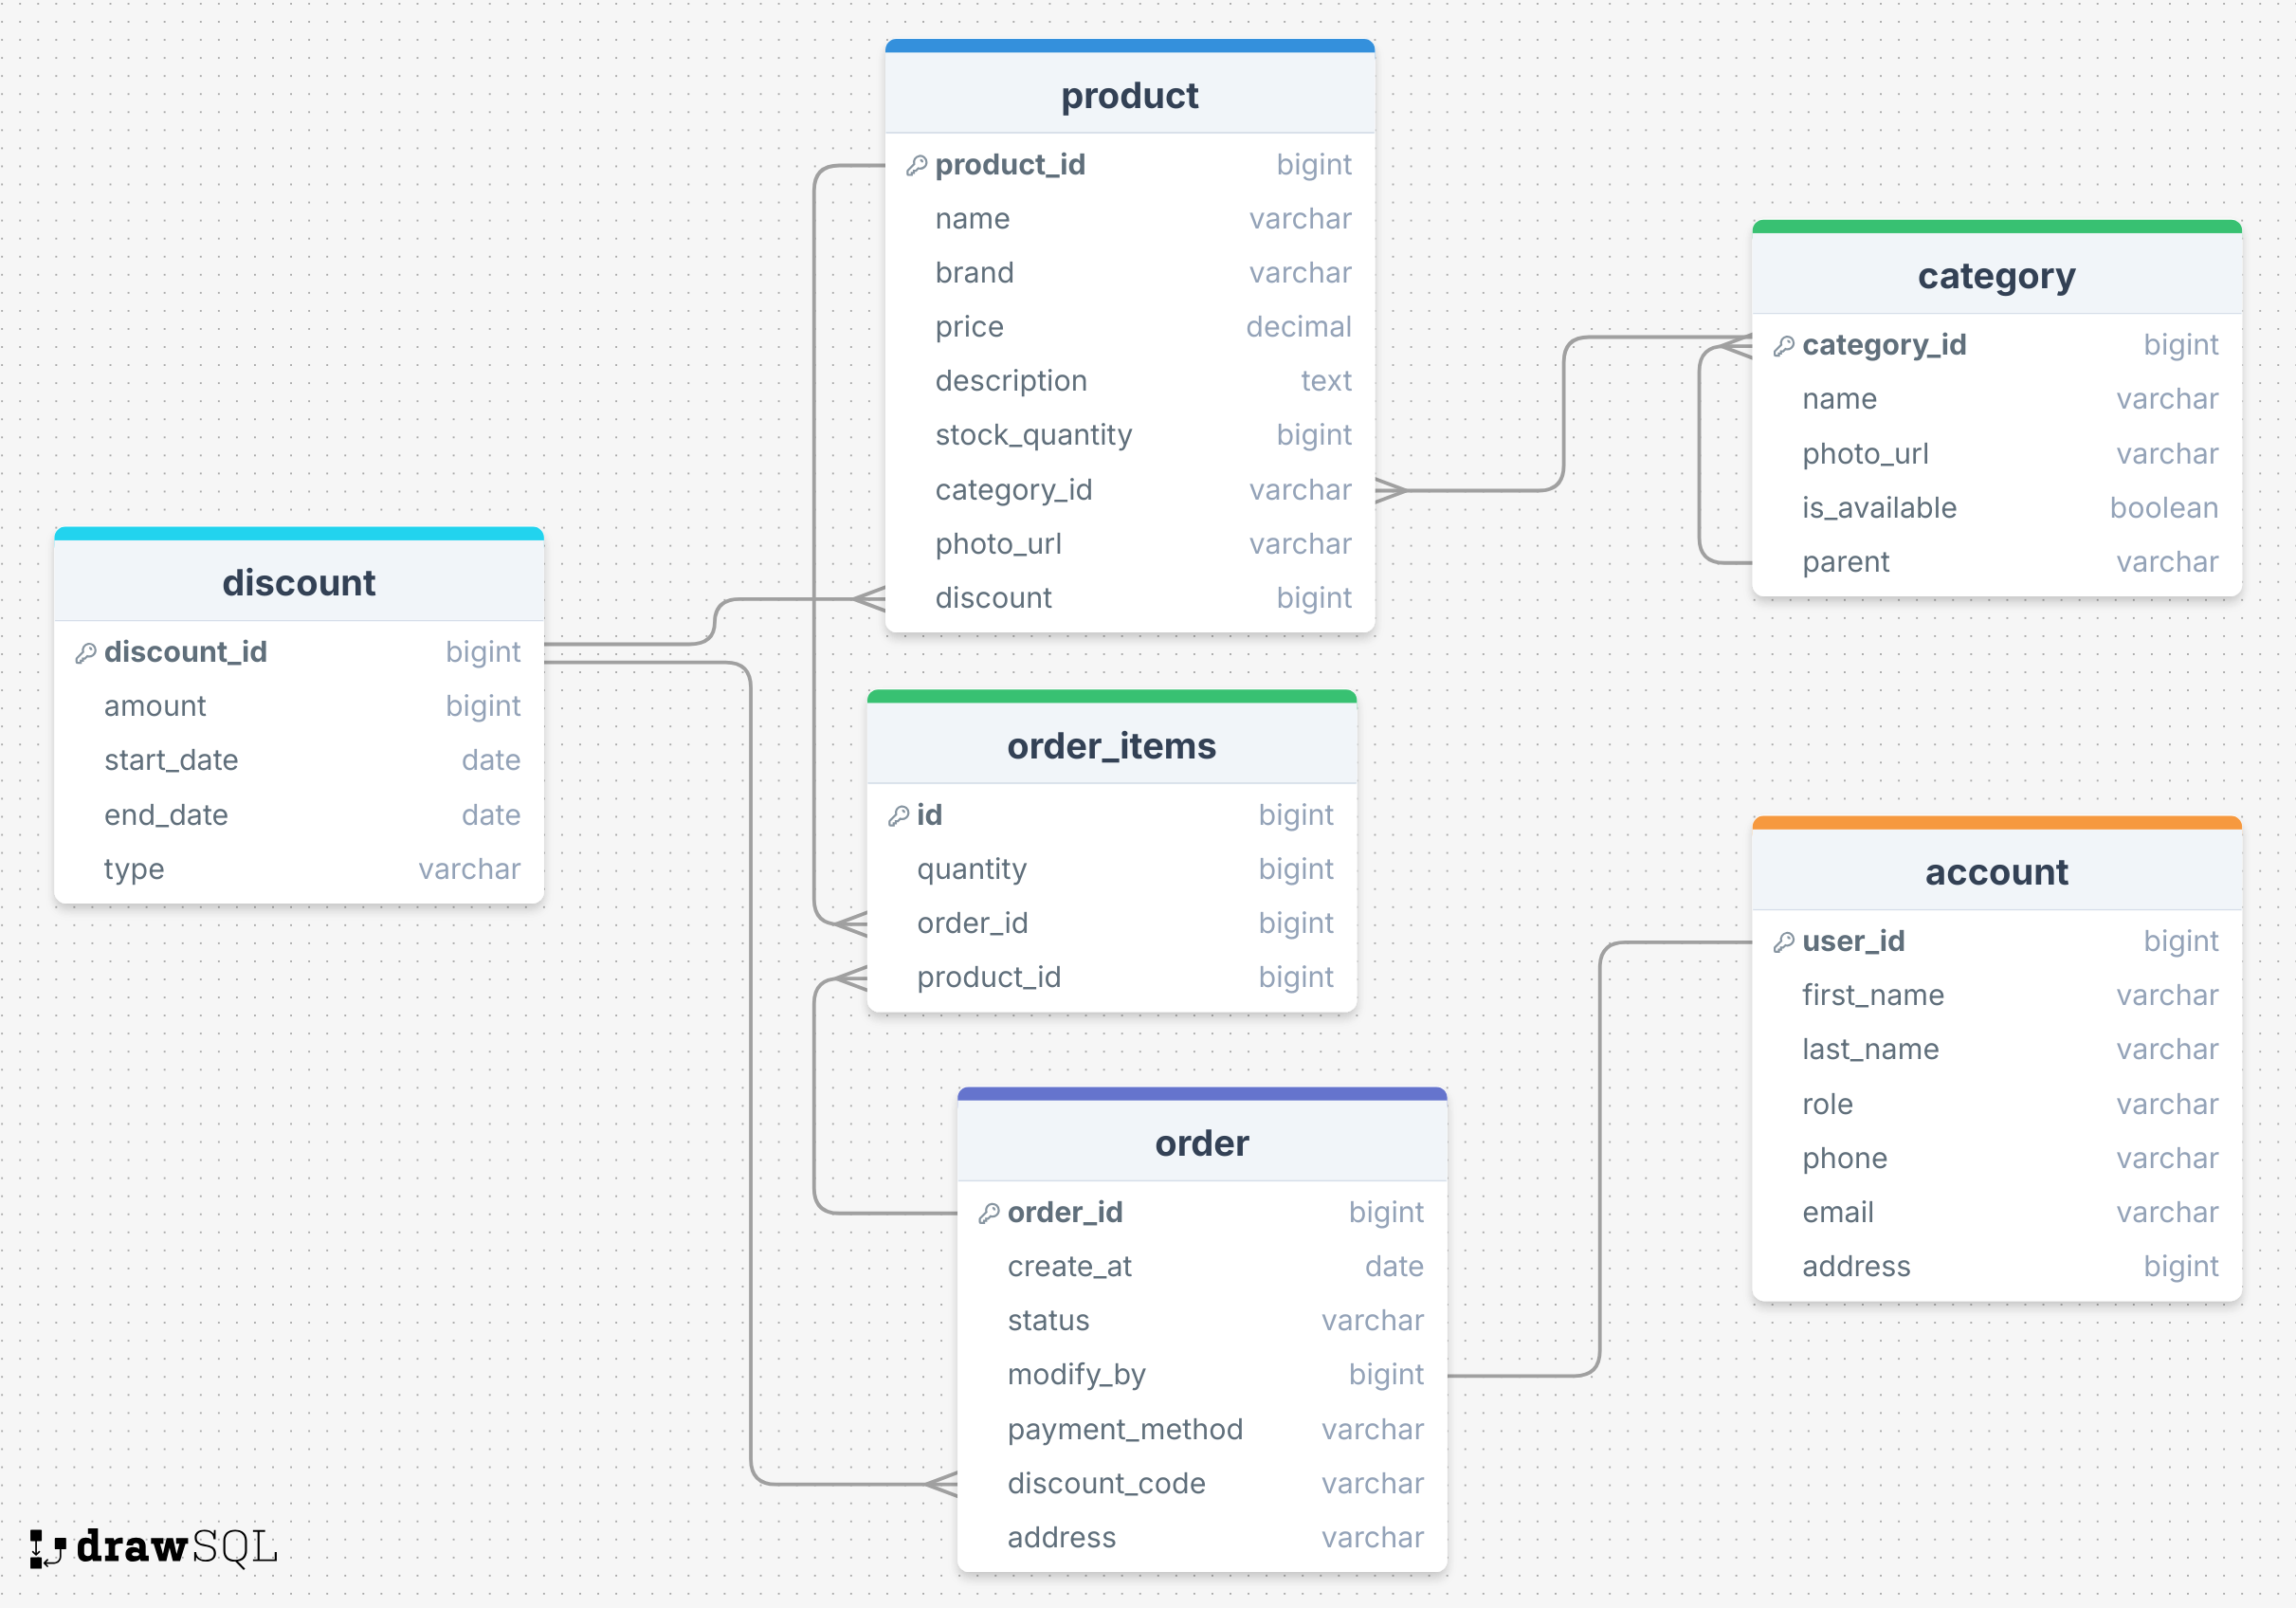 product
product_id bigint
name varchar
brand varchar
price decimal
description text
stock_quantity bigint
category_id varchar
photo_url varchar
discount bigint
category
category_id bigint
name varchar
photo_url varchar
is_available boolean
parent varchar
discount
discount_id bigint
amount bigint
start_date date
end_date date
type varchar
order_items
id bigint
quantity bigint
order_id bigint
product_id bigint
account
user_id bigint
first_name varchar
last_name varchar
role varchar
phone varchar
email varchar
address bigint
order
order_id bigint
create_at date
status varchar
modify_by bigint
payment_method varchar
discount_code varchar
address varchar
drawSQL